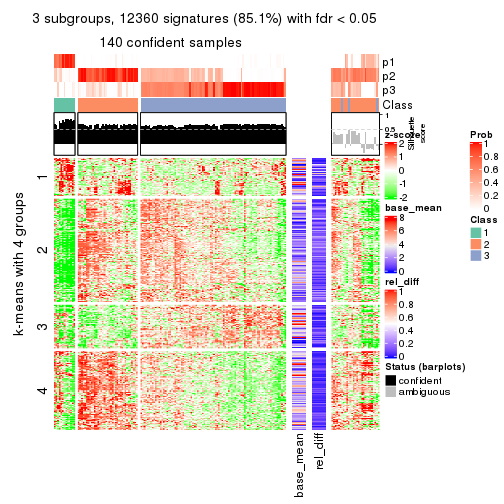 3 subgroups, 12360 signatures (85.1%) with fdr < 0.05
140 confident samples
p1
p2
p3
Class
1
0.5
0
Silhouette
score
k-means with 4 groups
1
2
3
4
base_mean
rel_diff
z-score
2
1
0
-1
-2
base_mean
8
6
4
2
0
rel_diff
1
0.8
0.6
0.4
0.2
0
Status (barplots)
confident
ambiguous
Prob
1
0.8
0.6
0.4
0.2
0
Class
1
2
3